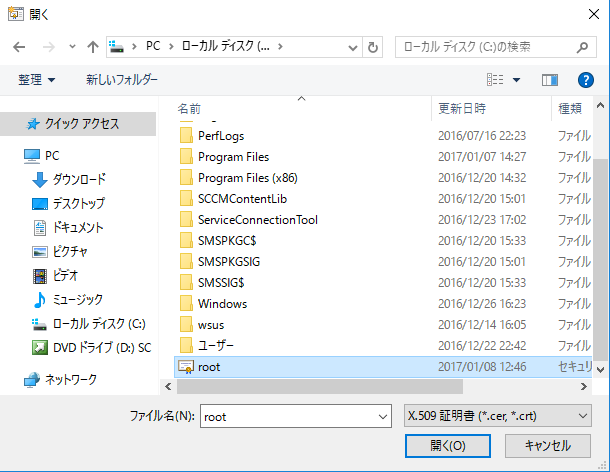 開く
PC > ローカル ディスク (... >
ローカル ディスク (C:)の検索
整理 新しいフォルダー
名前 更新日時 種類
クイック アクセス
PC
ダウンロード
デスクトップ
ドキュメント
ピクチャ
ビデオ
ミュージック
ローカル ディスク (C:)
DVD ドライブ (D:) SC
ネットワーク
PerfLogs 2016/07/16 22:23 ファイル
Program Files 2017/01/07 14:27 ファイル
Program Files (x86) 2016/12/20 14:32 ファイル
SCCMContentLib 2016/12/20 15:01 ファイル
ServiceConnectionTool 2016/12/23 17:02 ファイル
SMSPKGC$ 2016/12/20 15:33 ファイル
SMSPKGSIG 2016/12/20 15:01 ファイル
SMSSIG$ 2016/12/20 15:33 ファイル
Windows 2016/12/26 16:23 ファイル
wsus 2016/12/14 16:05 ファイル
ユーザー 2016/12/22 22:42 ファイル
root 2017/01/08 12:46 セキュリ
ファイル名(N): root X.509 証明書 (*.cer, *.crt)
開く(O) キャンセル